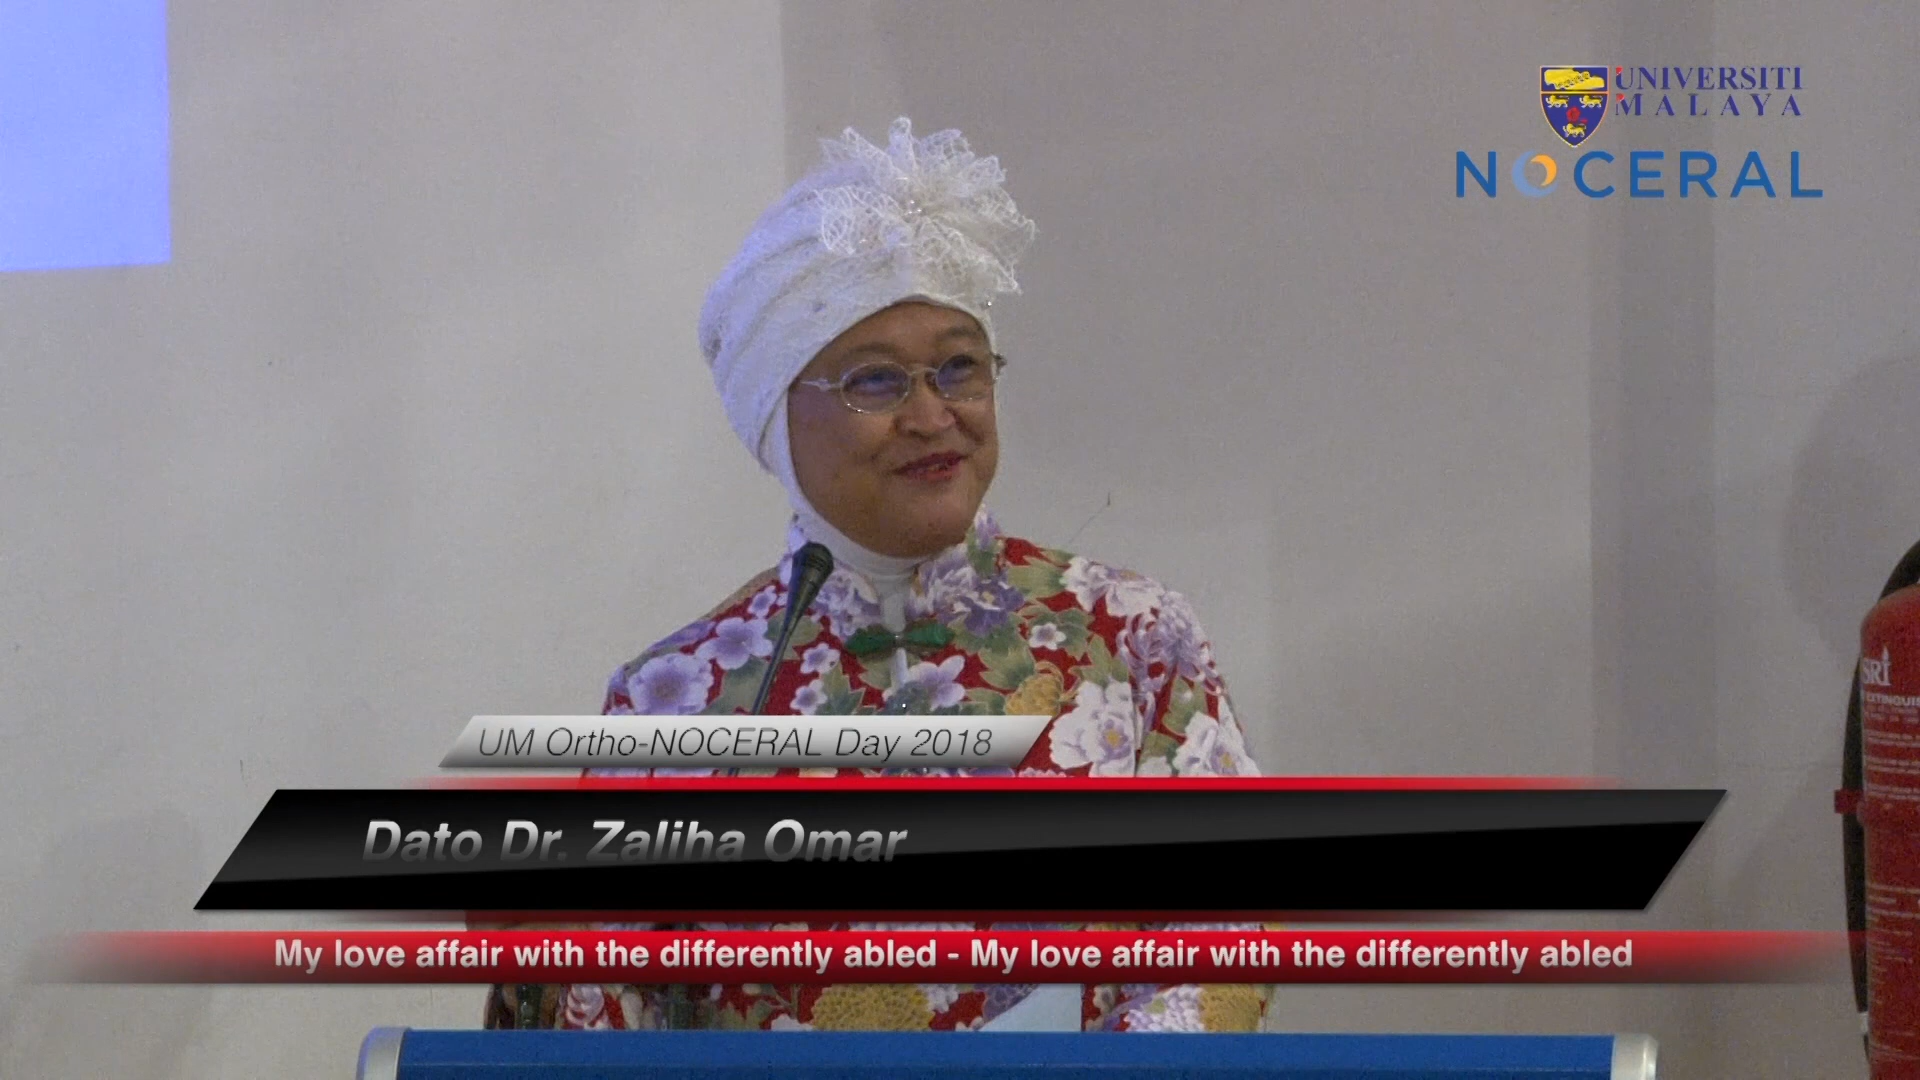 UNIVERSITI
MALAYA
NOCERAL
SRI
UM Ortho-NOCERAL Day 2018
Dato Dr. Zaliha Omar
My love affair with the differently abled - My love affair with the differently abled